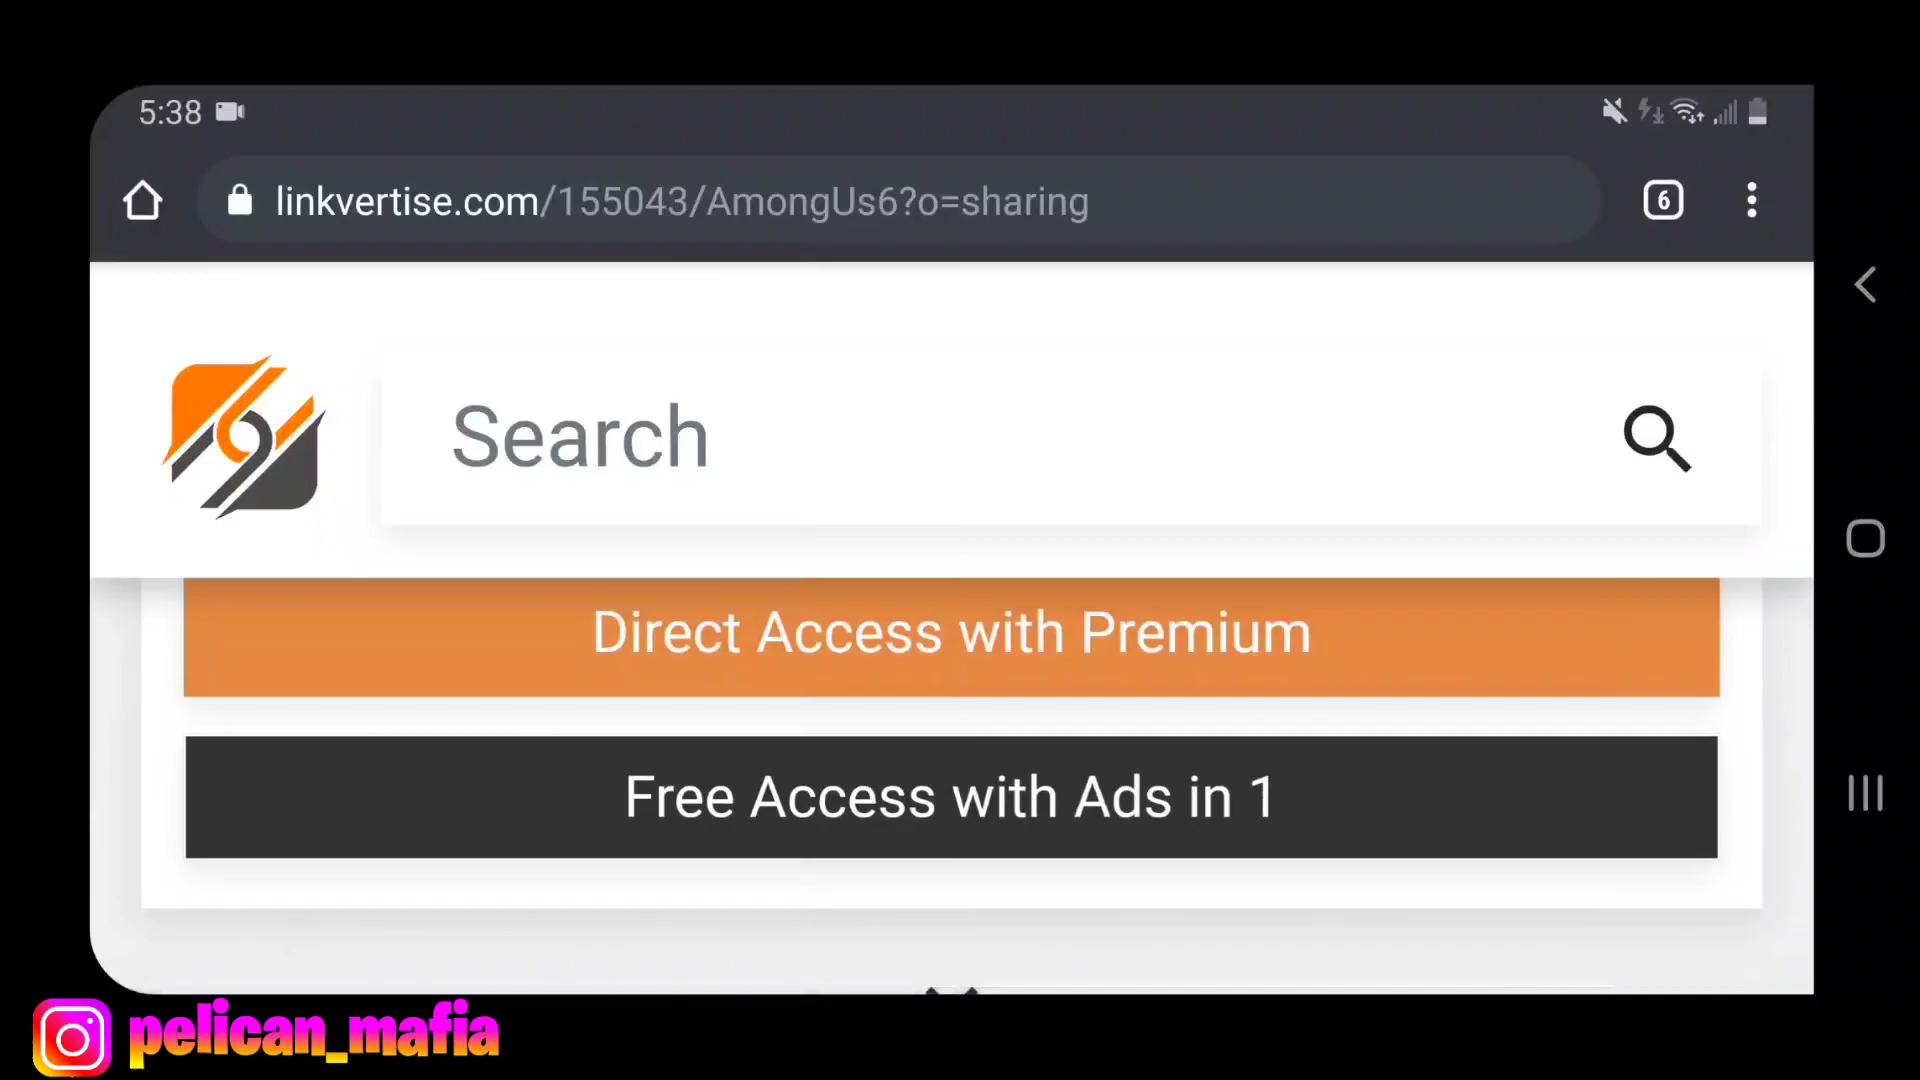 5:38
linkvertise.com/155043/AmongUs6?o=sharing
6
Search
Direct Access with Premium
Free Access with Ads in 1
pelican_mafia